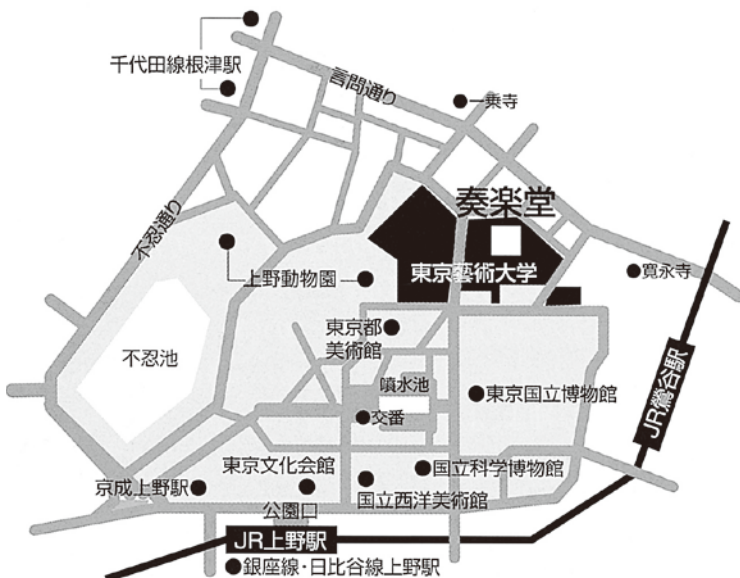 千代田線根津駅
言問通り
一乗寺
奏楽堂
不忍通り
東京藝術大学
上野動物園
寛永寺
東京都
美術館
不忍池
噴水池
東京国立博物館
JR鶯谷駅
交番
東京文化会館
国立科学博物館
京成上野駅
国立西洋美術館
公園口
JR上野駅
銀座線・日比谷線上野駅